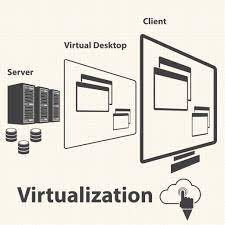 Client
Virtual Desktop
Server
Virtualization